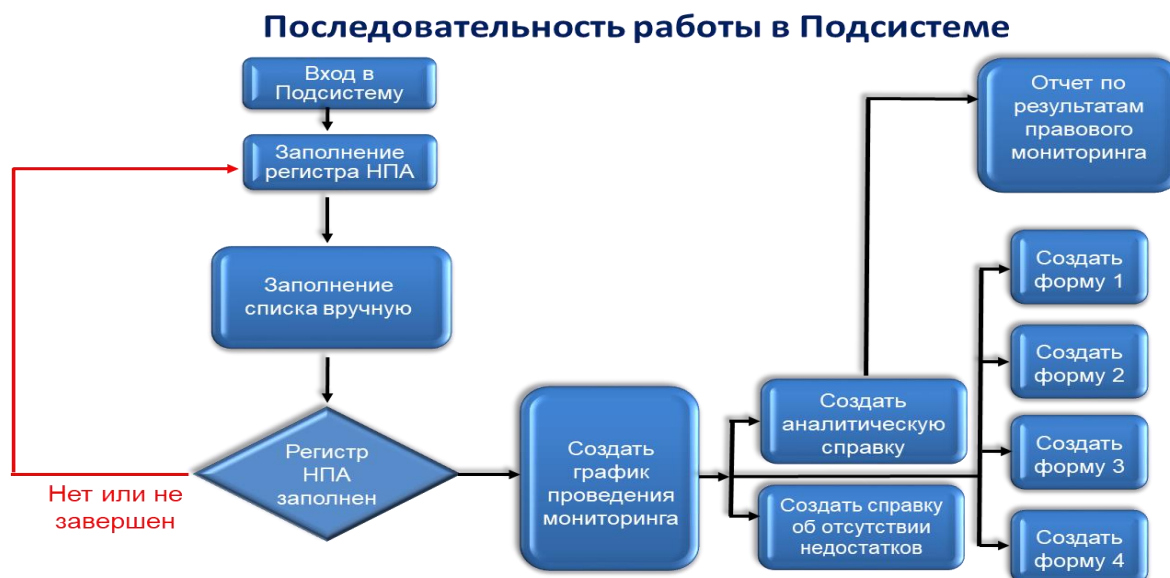 Последовательность работы в Подсистеме
Вход в
Подсистему
Заполнение
регистра НПА
Заполнение
списка вручную
Регистр
НПА
заполнен
Нет или не
завершен
Создать
график
проведения
мониторинга
Создать
аналитическую
справку
Создать справку
об отсутствии
недостатков
Отчет по
результатам
правового
мониторинга
Создать
форму 1
Создать
форму 2
Создать
форму 3
Создать
форму 4